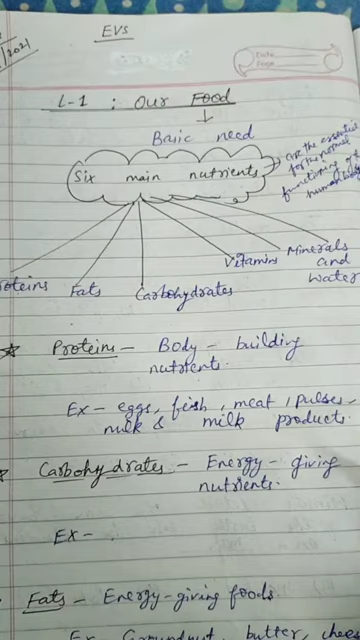 /2021
EVS
Date
Page
L-1 : Our Food
Basic need
Six main nutrients
are the essential
for the normal
functioning of
human body
Proteins
Fats
Carbohydrates
Vitamins
Minerals
and
Water
Proteins - Body - building
nutrients.
Ex - eggs, fish, meat, pulses
milk & milk products.
Carbohydrates - Energy - giving
nutrients.
Ex -
Fats - Energy-giving foods.
Ex - Groundnut, butter,